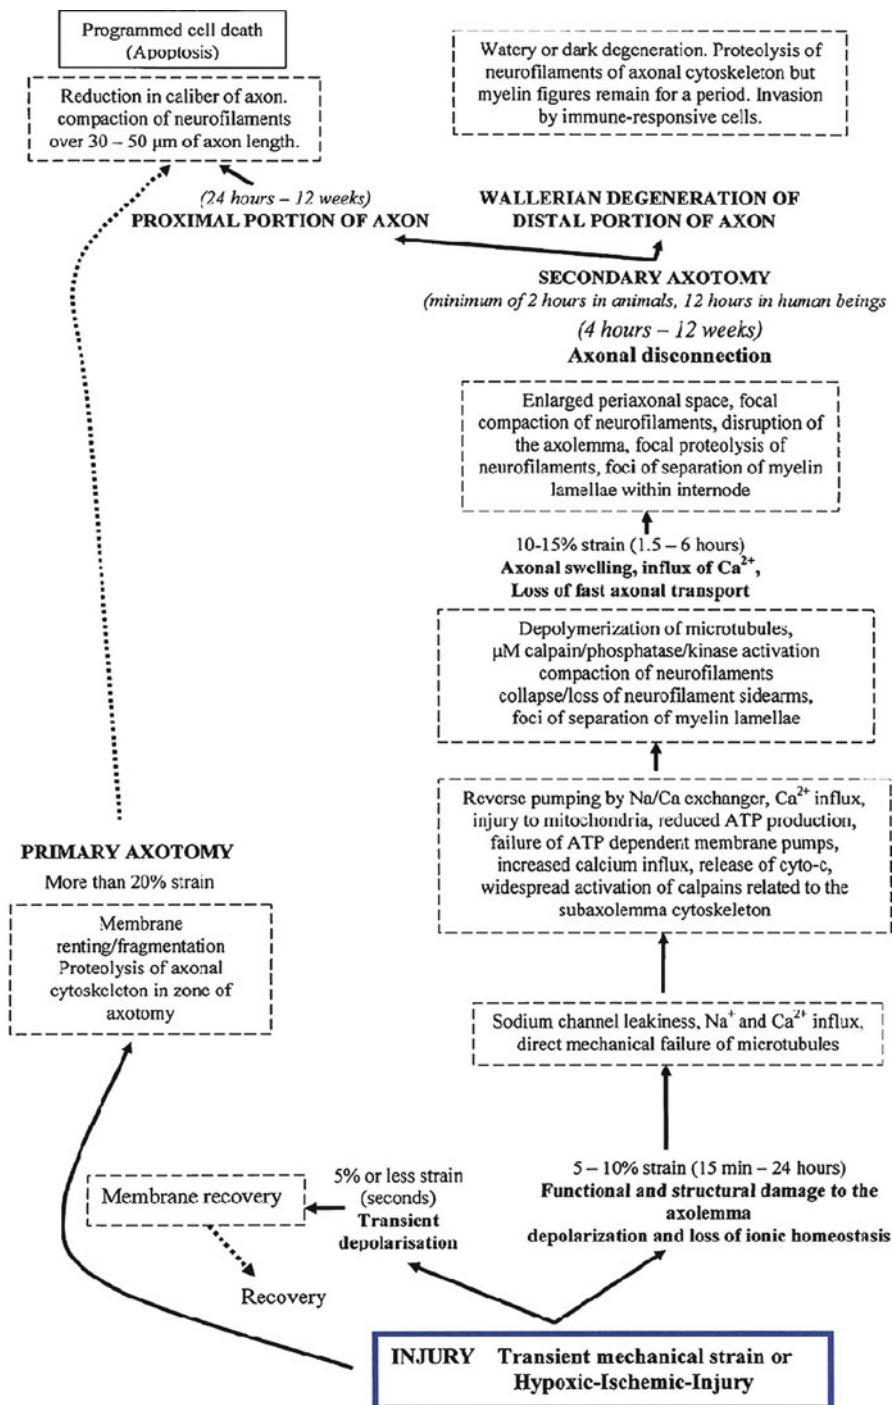 Programmed cell death
(Apoptosis)
Reduction in caliber of axon.
compaction of neurofilaments
over 30 – 50 μm of axon length.
Watery or dark degeneration. Proteolysis of
neurofilaments of axonal cytoskeleton but
myelin figures remain for a period. Invasion
by immune-responsive cells.
(24 hours – 12 weeks)
PROXIMAL PORTION OF AXON
WALLERIAN DEGENERATION OF
DISTAL PORTION OF AXON
SECONDARY AXOTOMY
(minimum of 2 hours in animals, 12 hours in human beings
(4 hours – 12 weeks)
Axonal disconnection
Enlarged periaxonal space, focal
compaction of neurofilaments, disruption of
the axolemma, focal proteolysis of
neurofilaments, foci of separation of myelin
lamellae within internode
10-15% strain (1.5 – 6 hours)
Axonal swelling, influx of Ca²⁺,
Loss of fast axonal transport
Depolymerization of microtubules,
μM calpain/phosphatase/kinase activation
compaction of neurofilaments
collapse/loss of neurofilament sidearms,
foci of separation of myelin lamellae
Reverse pumping by Na/Ca exchanger, Ca²⁺ influx,
injury to mitochondria, reduced ATP production,
failure of ATP dependent membrane pumps,
increased calcium influx, release of cyto-c,
widespread activation of calpains related to the
subaxolemma cytoskeleton
PRIMARY AXOTOMY
More than 20% strain
Membrane
renting/fragmentation
Proteolysis of axonal
cytoskeleton in zone of
axotomy
Sodium channel leakiness, Na⁺ and Ca²⁺ influx,
direct mechanical failure of microtubules
5 – 10% strain (15 min – 24 hours)
Functional and structural damage to the
axolemma
depolarization and loss of ionic homeostasis
5% or less strain
(seconds)
Transient
depolarisation
Membrane recovery
Recovery
INJURY Transient mechanical strain or
Hypoxic-Ischemic-Injury